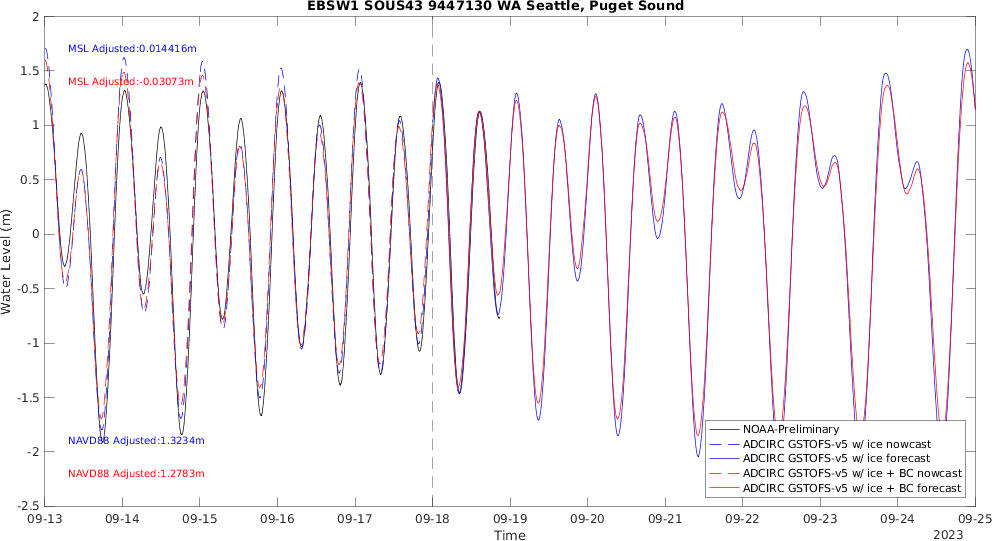 EBSW1 SOUS43 9447130 WA Seattle, Puget Sound
2
1.5
1
0.5
0
-0.5
-1
-1.5
-2
-2.5
Water Level (m)
MSL Adjusted:0.014416m
MSL Adjusted:-0.03073m
NAVD88 Adjusted:1.3234m
NAVD88 Adjusted:1.2783m
NOAA-Preliminary
ADCIRC GSTOFS-v5 w/ ice nowcast
ADCIRC GSTOFS-v5 w/ ice forecast
ADCIRC GSTOFS-v5 w/ ice + BC nowcast
ADCIRC GSTOFS-v5 w/ ice + BC forecast
09-13 09-14 09-15 09-16 09-17 09-18 09-19 09-20 09-21 09-22 09-23 09-24 09-25
Time
2023